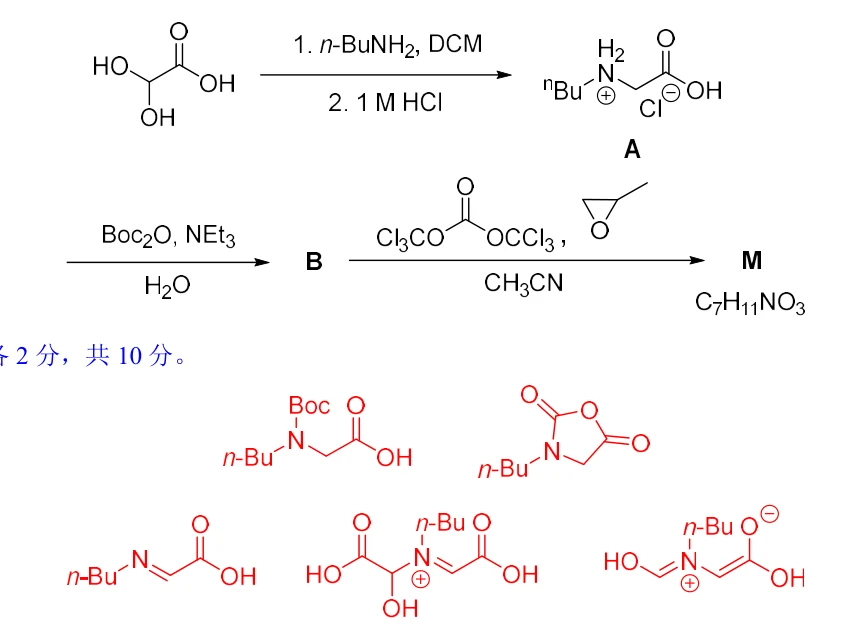 1. n-BuNH2, DCM
2. 1 M HCl
HO
O
OH
OH
H2
N
nBu
⊕
O
OH
Cl⊖
A
Boc2O, NEt3
H2O
B
O
Cl3CO
OCCl3 ,
O
CH3CN
M
C7H11NO3
各 2 分，共 10 分。
Boc
N
n-Bu
O
OH
O
O
O
N
n-Bu
n-Bu
N
O
OH
O
HO
OH
n-Bu
N
⊕
O
OH
HO
n-Bu
N
⊕
O
⊖
OH